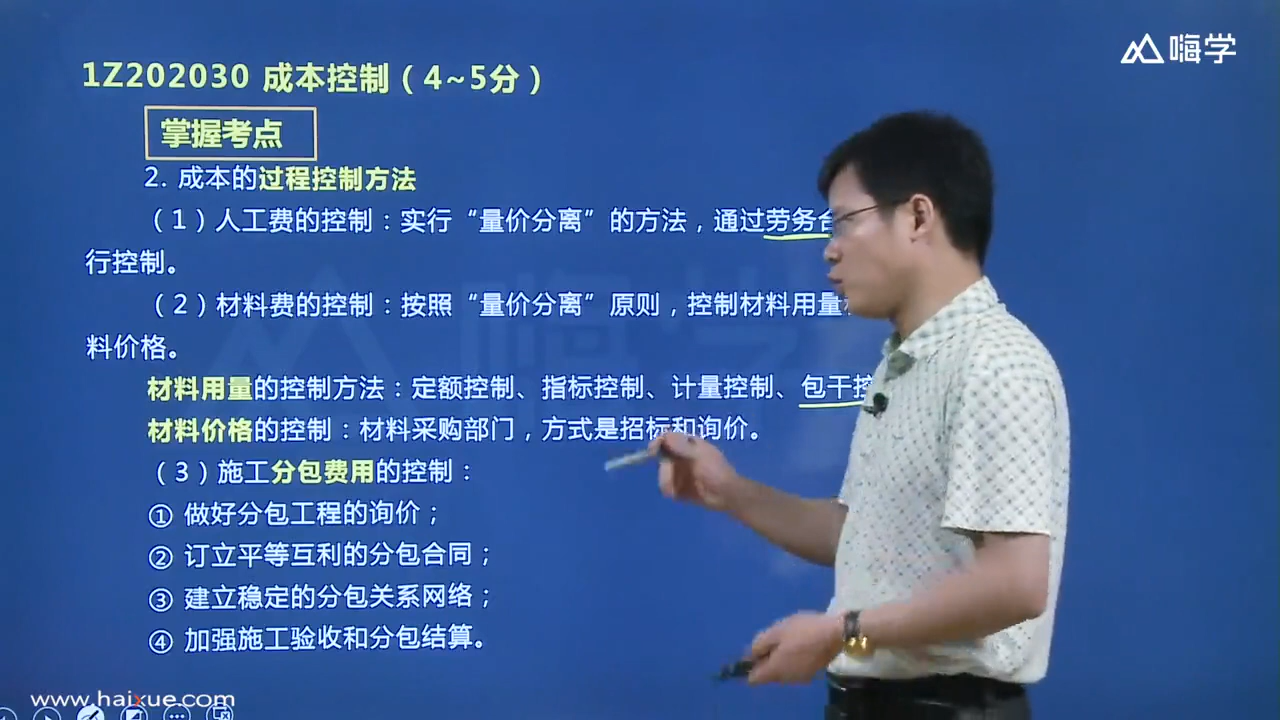 嗨学
1Z202030 成本控制（4~5分）
掌握考点
2. 成本的过程控制方法
（1）人工费的控制：实行“量价分离”的方法，通过劳务
行控制。
（2）材料费的控制：按照“量价分离”原则，控制材料用量
料价格。
材料用量的控制方法：定额控制、指标控制、计量控制、包干控
材料价格的控制：材料采购部门，方式是招标和询价。
（3）施工分包费用的控制：
① 做好分包工程的询价；
② 订立平等互利的分包合同；
③ 建立稳定的分包关系网络；
④ 加强施工验收和分包结算。
www.haixue.com